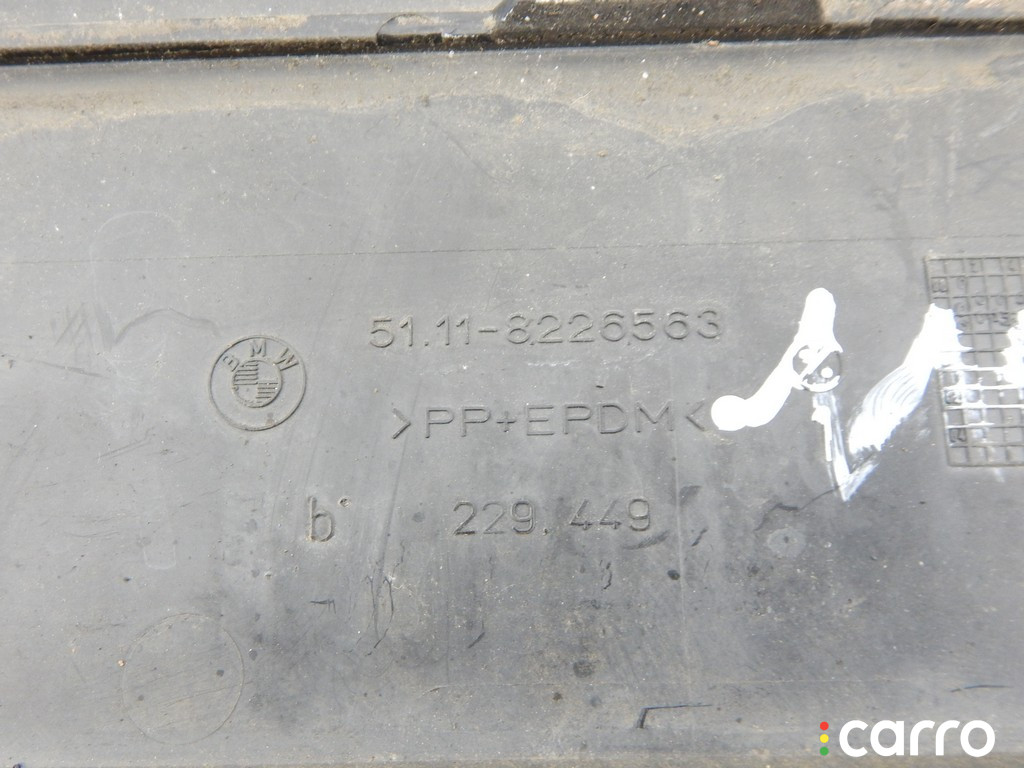 51.11-8226563
BMW
>PP+EPDM<
b 229.449
carro